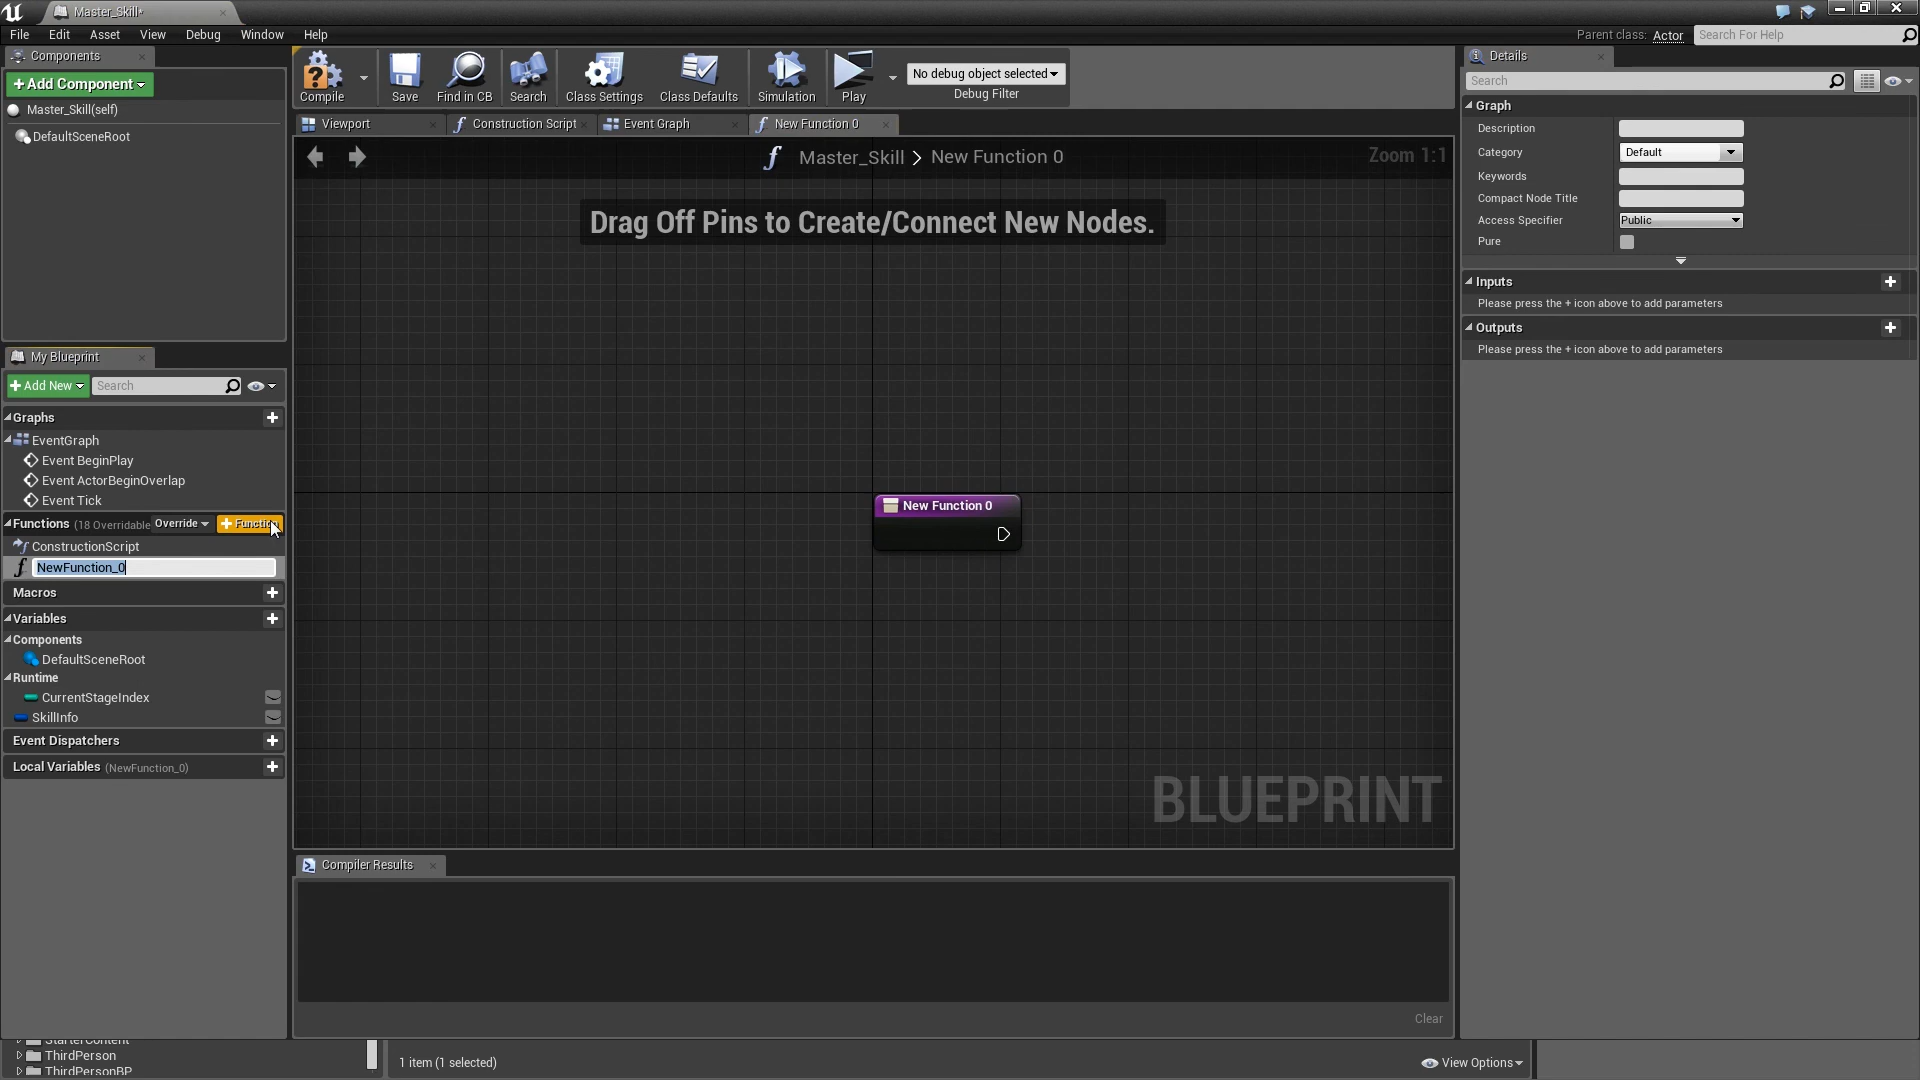 Master_Skill*
File Edit Asset View Debug Window Help
Parent class: Actor
Search For Help
Components
+ Add Component
Master_Skill(self)
DefaultSceneRoot
Compile
Save
Find in CB
Search
Class Settings
Class Defaults
Simulation
Play
No debug object selected
Debug Filter
Viewport
Construction Script
Event Graph
New Function 0
Master_Skill > New Function 0
Zoom 1:1
Drag Off Pins to Create/Connect New Nodes.
New Function 0
BLUEPRINT
My Blueprint
+ Add New
Search
Graphs
EventGraph
Event BeginPlay
Event ActorBeginOverlap
Event Tick
Functions (18 Overridable Override + Function
ConstructionScript
NewFunction_0
Macros
Variables
Components
DefaultSceneRoot
Runtime
CurrentStageIndex
SkillInfo
Event Dispatchers
Local Variables (NewFunction_0)
Compiler Results
Clear
Details
Search
Graph
Description
Category Default
Keywords
Compact Node Title
Access Specifier Public
Pure
Inputs
Please press the + icon above to add parameters
Outputs
Please press the + icon above to add parameters
StarterContent
ThirdPerson
ThirdPersonBP
1 item (1 selected)
View Options